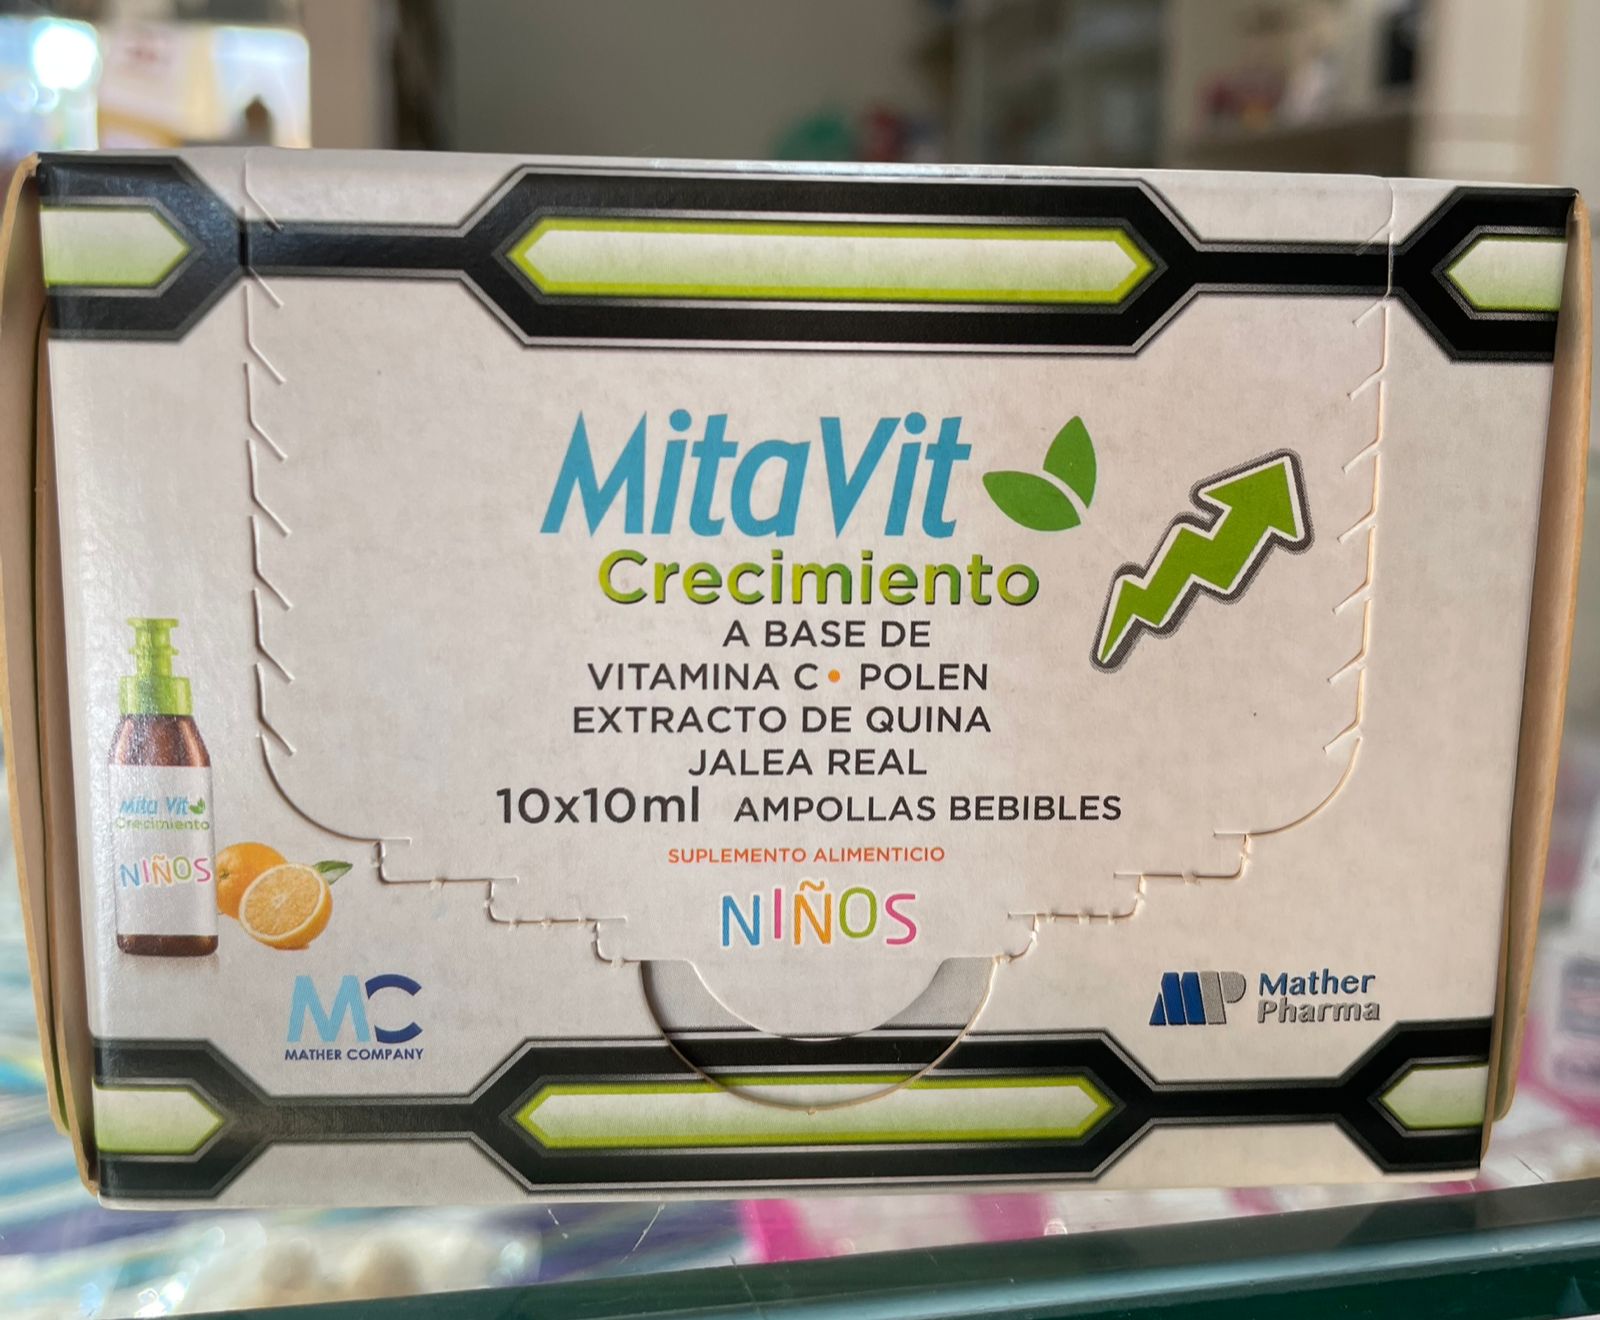 MitaVit
Crecimiento
A BASE DE
VITAMINA C • POLEN
EXTRACTO DE QUINA
JALEA REAL
10x10ml AMPOLLAS BEBIBLES
SUPLEMENTO ALIMENTICIO
NIÑOS
Mita Vit
Crecimiento
NIÑOS
MC
MATHER COMPANY
MP Mather
Pharma